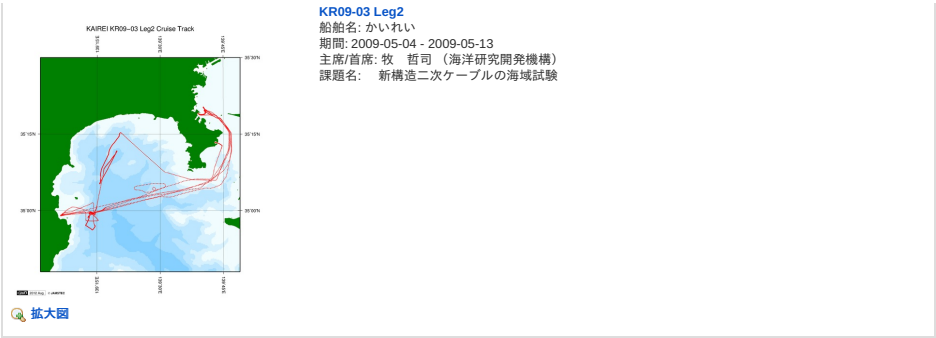 KR09-03 Leg2
船舶名: かいれい
期間: 2009-05-04 - 2009-05-13
主席/首席: 牧　哲司 （海洋研究開発機構）
課題名:　 新構造二次ケーブルの海域試験
KAIREI KR09−03 Leg2 Cruise Track
35˚30'N
35˚15'N
35˚00'N
拡大図